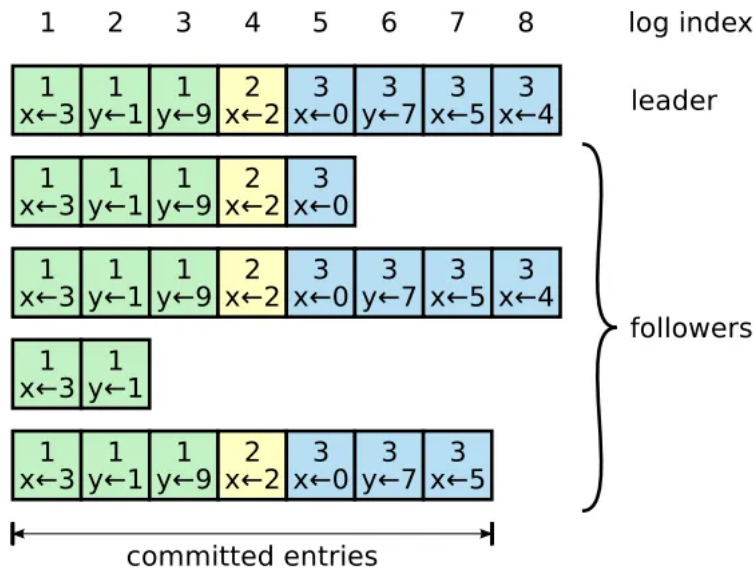 1 2 3 4 5 6 7 8 log index
1 1 1 2 3 3 3 3
x←3 y←1 y←9 x←2 x←0 y←7 x←5 x←4
leader
1 1 1 2 3
x←3 y←1 y←9 x←2 x←0
1 1 1 2 3 3 3 3
x←3 y←1 y←9 x←2 x←0 y←7 x←5 x←4
followers
1 1
x←3 y←1
1 1 1 2 3 3 3
x←3 y←1 y←9 x←2 x←0 y←7 x←5
committed entries